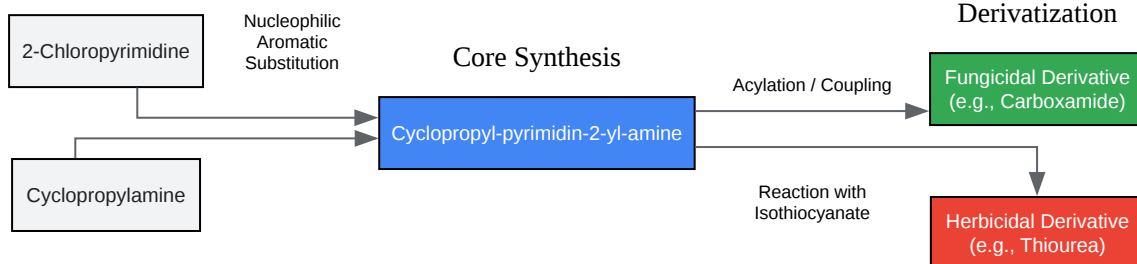 2-Chloropyrimidine
Cyclopropylamine
Nucleophilic
Aromatic
Substitution
Core Synthesis
Cyclopropyl-pyrimidin-2-yl-amine
Acylation / Coupling
Reaction with
Isothiocyanate
Derivatization
Fungicidal Derivative
(e.g., Carboxamide)
Herbicidal Derivative
(e.g., Thiourea)